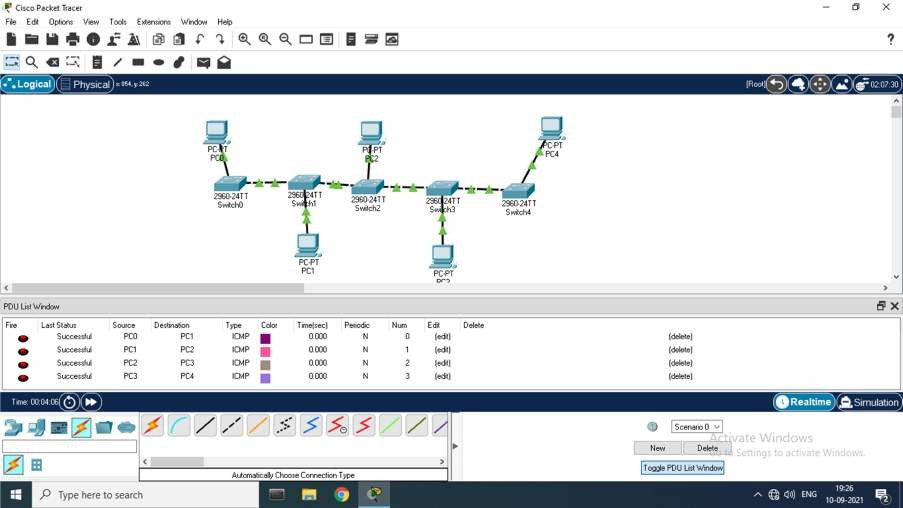 Cisco Packet Tracer
File Edit Options View Tools Extensions Window Help
Logical Physical x: 854, y: 262 [Root] 02:07:30
PC-PT
PC0
PC-PT
PC2
PC-PT
PC4
2960-24TT
Switch0
2960-24TT
Switch1
2960-24TT
Switch2
2960-24TT
Switch3
2960-24TT
Switch4
PC-PT
PC1
PC-PT
PDU List Window
Fire Last Status Source Destination Type Color Time(sec) Periodic Num Edit Delete
Successful PC0 PC1 ICMP 0.000 N 0 (edit) (delete)
Successful PC1 PC2 ICMP 0.000 N 1 (edit) (delete)
Successful PC2 PC3 ICMP 0.000 N 2 (edit) (delete)
Successful PC3 PC4 ICMP 0.000 N 3 (edit) (delete)
Time: 00:04:06 Realtime Simulation
Scenario 0
New Delete
Toggle PDU List Window
Activate Windows
Go to Settings to activate Windows.
Automatically Choose Connection Type
Type here to search
ENG
19:26
10-09-2021
2